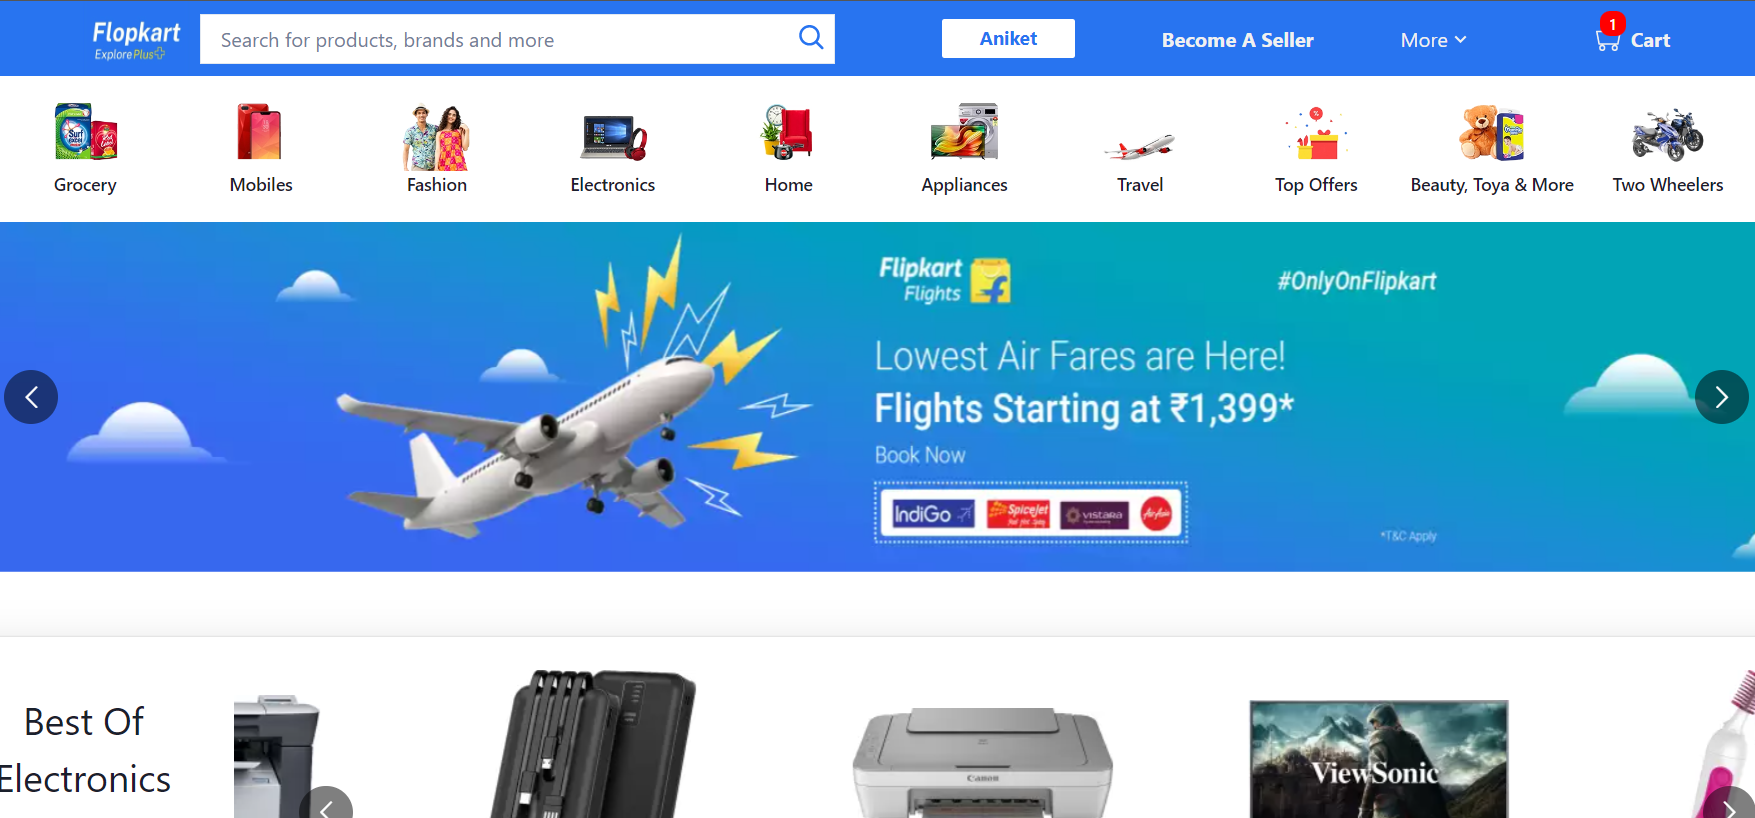 Flopkart
Explore Plus
Search for products, brands and more
Aniket
Become A Seller
More
1
Cart
Surf excel
Grocery
Mobiles
Fashion
Electronics
Home
Appliances
Travel
%
Top Offers
Beauty, Toya & More
Two Wheelers
Flipkart
Flights
#OnlyOnFlipkart
Lowest Air Fares are Here!
Flights Starting at ₹1,399*
Book Now
IndiGo
SpiceJet
VISTARA
AirAsia
*T&C Apply
Best Of
Electronics
Canon
ViewSonic